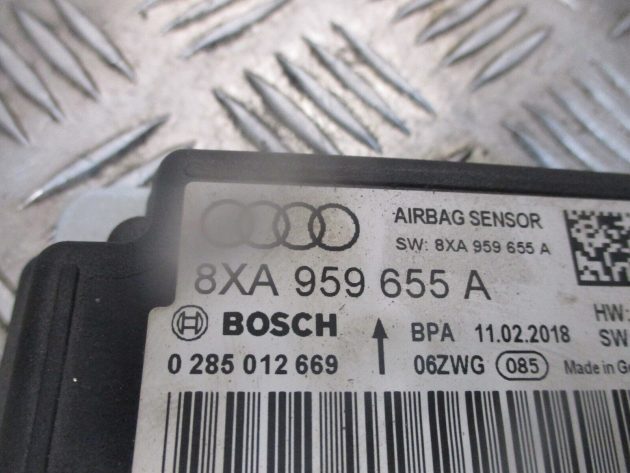 AIRBAG SENSOR
SW: 8XA 959 655 A
8XA 959 655 A
HW:
BOSCH
BPA 11.02.2018
SW
0 285 012 669
06ZWG 085
Made in Ge